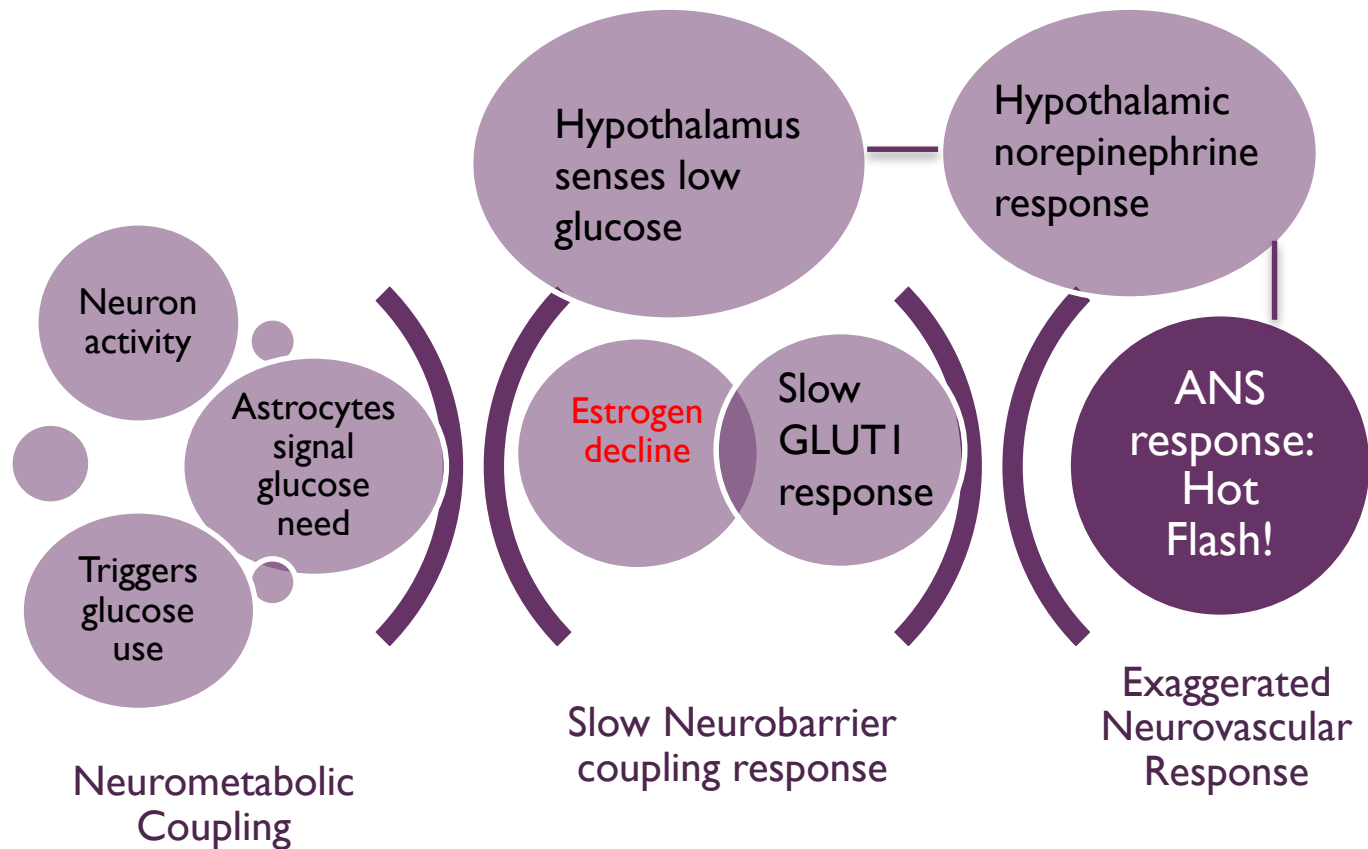 Neuron
activity
Astrocytes
signal
glucose
need
Triggers
glucose
use
Neurometabolic
Coupling
Hypothalamus
senses low
glucose
Estrogen
decline
Slow
GLUT1
response
Slow Neurobarrier
coupling response
Hypothalamic
norepinephrine
response
ANS
response:
Hot
Flash!
Exaggerated
Neurovascular
Response